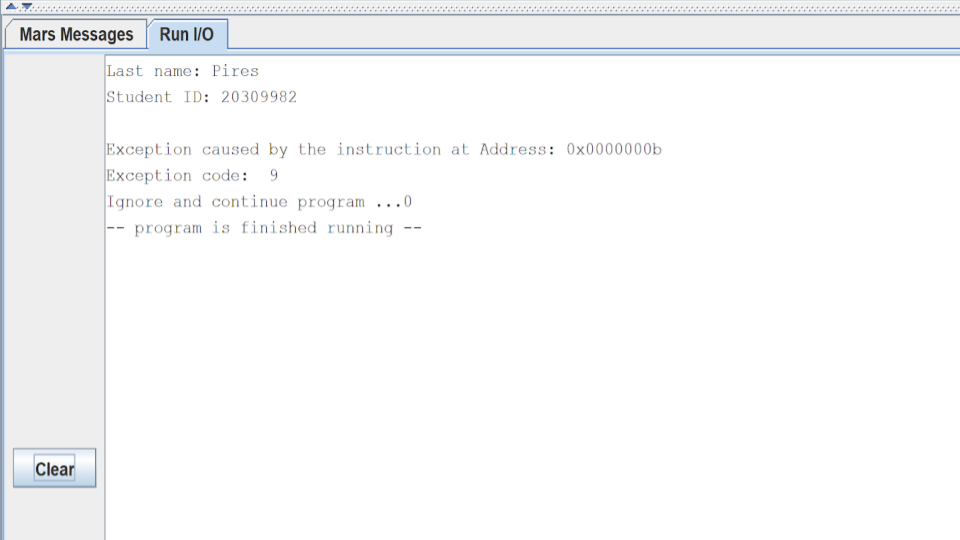 Mars Messages
Run I/O
Last name: Pires
Student ID: 20309982
Exception caused by the instruction at Address: 0x0000000b
Exception code:  9
Ignore and continue program ...0
-- program is finished running --
Clear